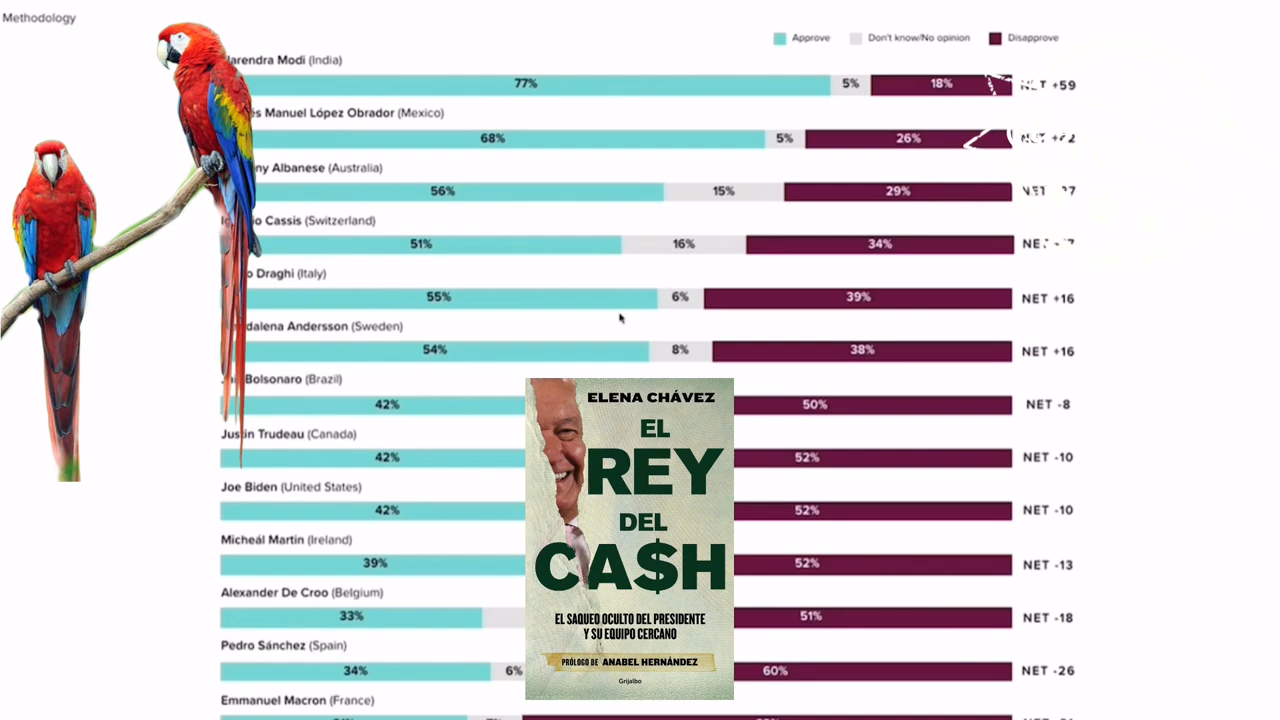 Methodology
Approve Don't know/No opinion Disapprove
Modi (India)
77% 5% 18% +59
Manuel López Obrador (Mexico)
68% 5% 26%
Albanese (Australia)
56% 15% 29%
Cassis (Switzerland)
51% 16% 34%
Draghi (Italy)
55% 6% 39% NET +16
Andersson (Sweden)
54% 8% 38% NET +16
Bolsonaro (Brazil)
42% 50% NET -8
Justin Trudeau (Canada)
42% 52% NET -10
Joe Biden (United States)
42% 52% NET -10
Micheál Martin (Ireland)
39% 52% NET -13
Alexander De Croo (Belgium)
33% 51% NET -18
Pedro Sánchez (Spain)
34% 6% 60% NET -26
Emmanuel Macron (France)
ELENA CHÁVEZ
EL
REY
DEL
CA$H
EL SAQUEO OCULTO DEL PRESIDENTE
Y SU EQUIPO CERCANO
PRÓLOGO DE ANABEL HERNÁNDEZ
Grijalbo